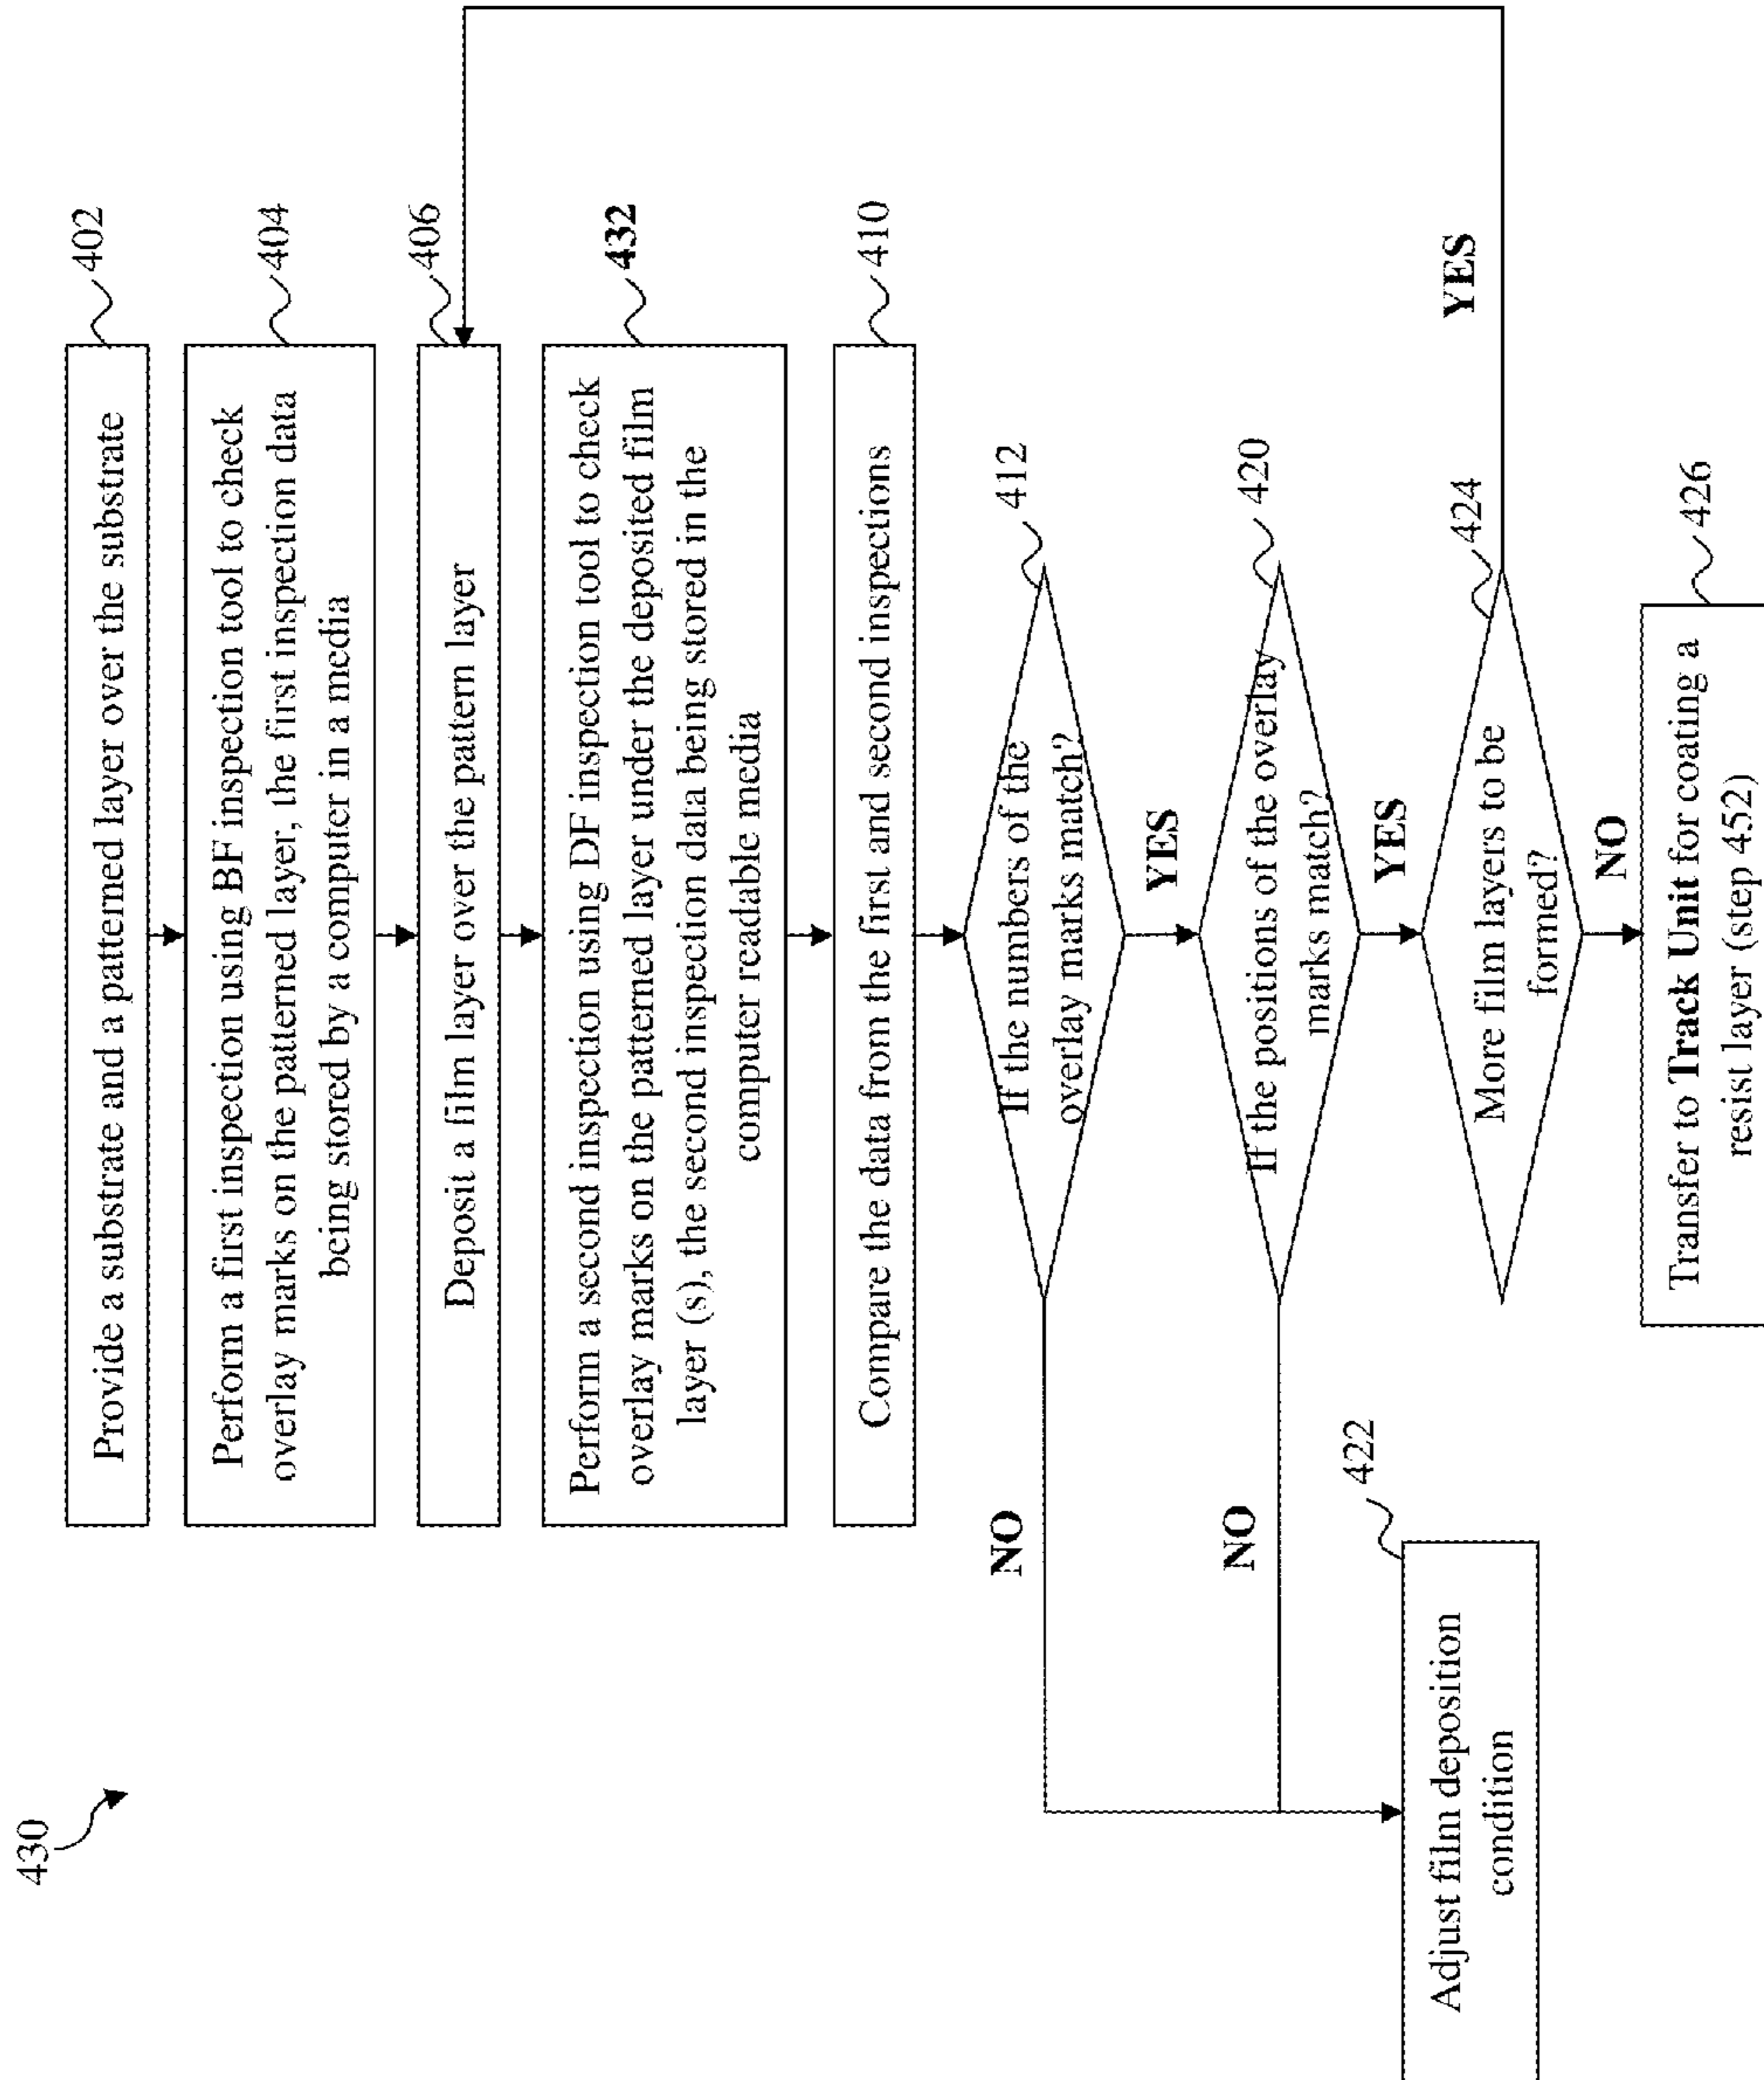 430
Provide a substrate and a patterned layer over the substrate
402
Perform a first inspection using BF inspection tool to check
overlay marks on the patterned layer, the first inspection data
being stored by a computer in a media
404
Deposit a film layer over the pattern layer
406
Perform a second inspection using DF inspection tool to check
overlay marks on the patterned layer under the deposited film
layer (s), the second inspection data being stored in the
computer readable media
432
Compare the data from the first and second inspections
410
If the numbers of the
overlay marks match?
412
NO
YES
If the positions of the overlay
marks match?
420
NO
YES
Adjust film deposition
condition
422
More film layers to be
formed?
424
YES
NO
Transfer to Track Unit for coating a
resist layer (step 452)
426